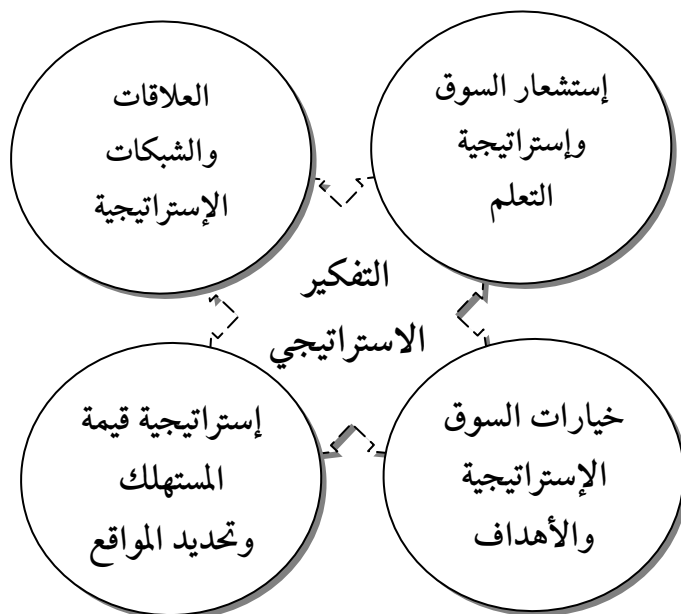 إستشعار السوق
وإستراتيجية
التعلم
العلاقات
والشبكات
الإستراتيجية
التفكير
الاستراتيجي
خيارات السوق
الإستراتيجية
والأهداف
إستراتيجية قيمة
المستهلك
وتحديد المواقع